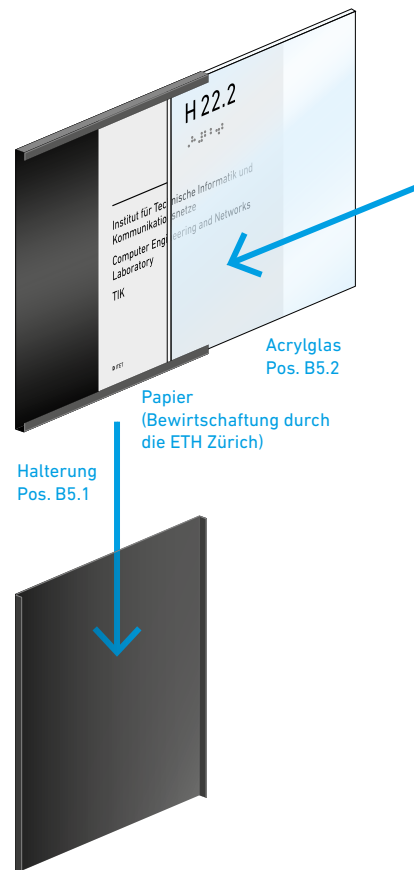 H 22.2
⠠⠓⠼⠃⠃⠲⠃
Institut für Technische Informatik und
Kommunikationsnetze
Computer Engineering and Networks
Laboratory
TIK
D-ITET
Acrylglas
Pos. B5.2
Papier
(Bewirtschaftung durch
die ETH Zürich)
Halterung
Pos. B5.1